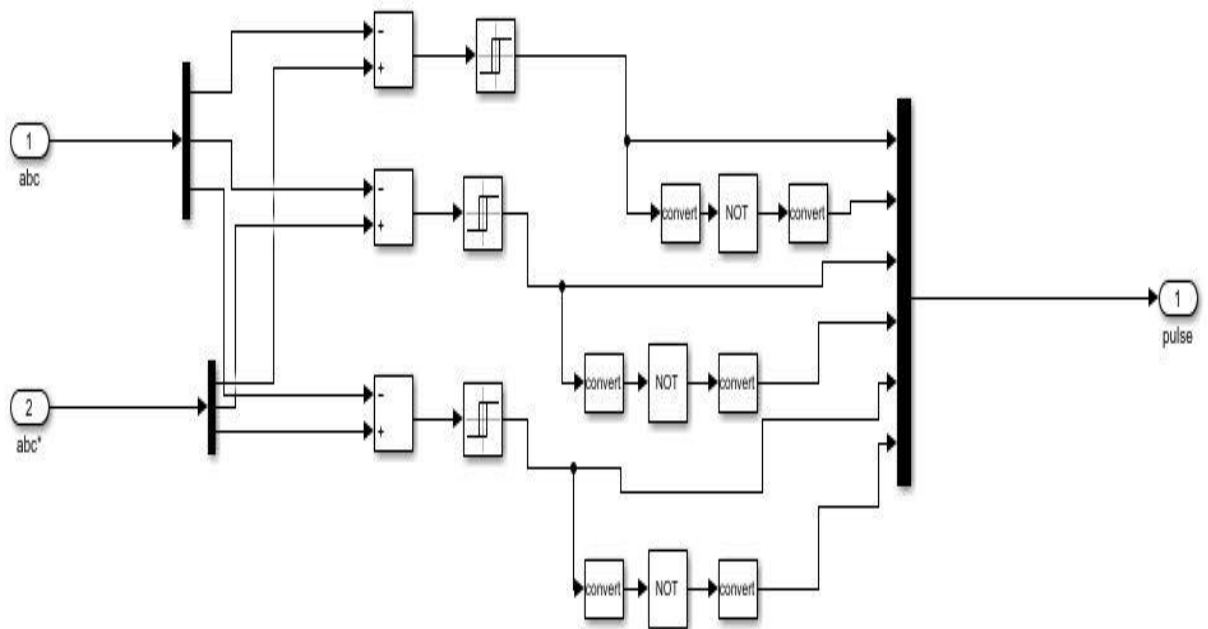 -
+
1
abc
-
+
convert
NOT
convert
1
pulse
convert
NOT
convert
2
abc*
-
+
convert
NOT
convert